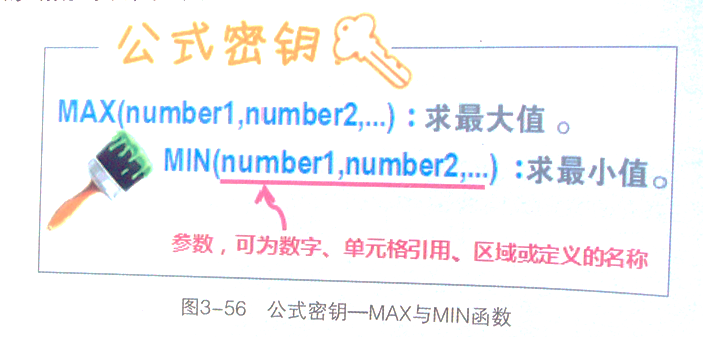 公式密钥
MAX(number1,number2,...)：求最大值。
MIN(number1,number2,...)：求最小值。
参数，可为数字、单元格引用、区域或定义的名称
图3-56 公式密钥—MAX与MIN函数